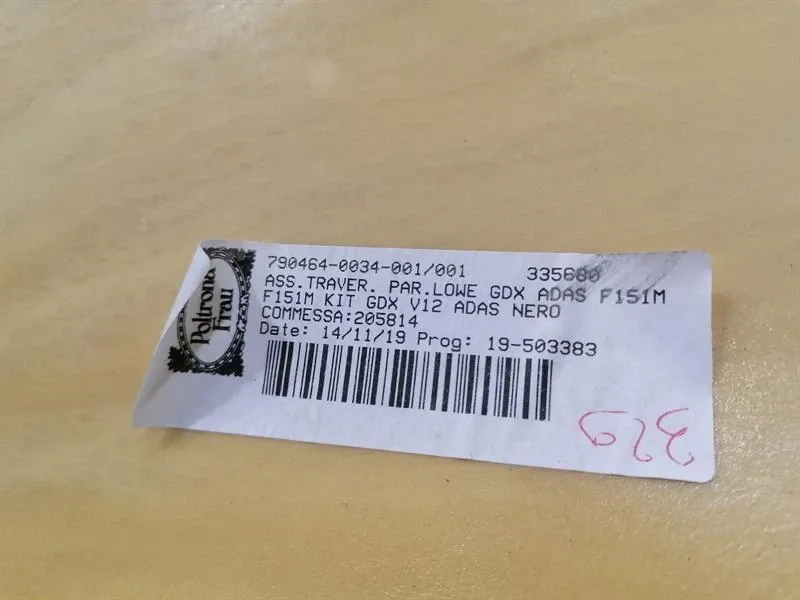 Poltrona
Frau
790464-0034-001/001 335680
ASS.TRAVER. PAR.LOWE GDX ADAS F151M
F151M KIT GDX V12 ADAS NERO
COMMESSA:205814
Date: 14/11/19 Prog: 19-503383